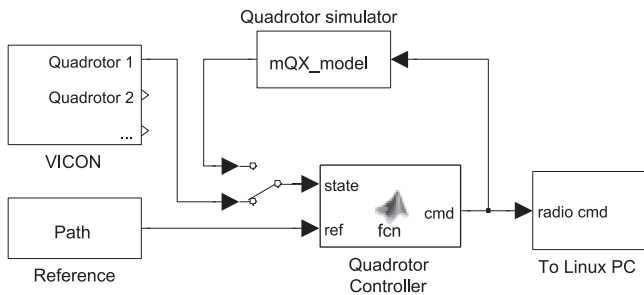 Quadrotor simulator
mQX_model
Quadrotor 1
Quadrotor 2
...
VICON
Path
Reference
state
ref
cmd
fcn
Quadrotor
Controller
radio cmd
To Linux PC